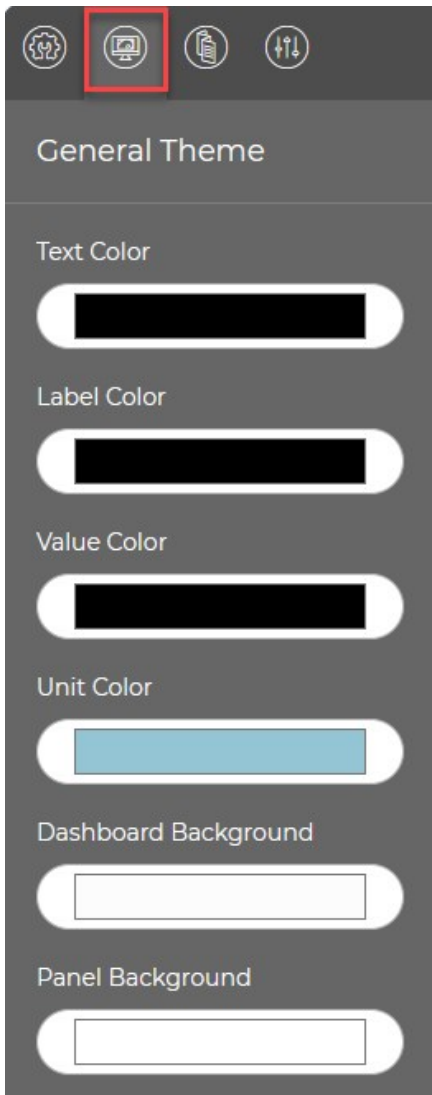 General Theme
Text Color
Label Color
Value Color
Unit Color
Dashboard Background
Panel Background